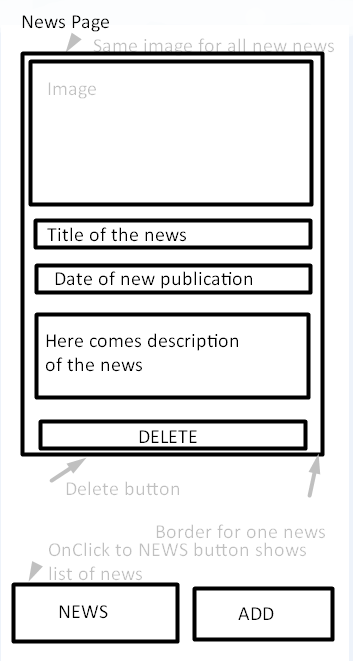 News Page
Same image for all new news
Image
Title of the news
Date of new publication
Here comes description
of the news
DELETE
Delete button
Border for one news
OnClick to NEWS button shows
list of news
NEWS
ADD